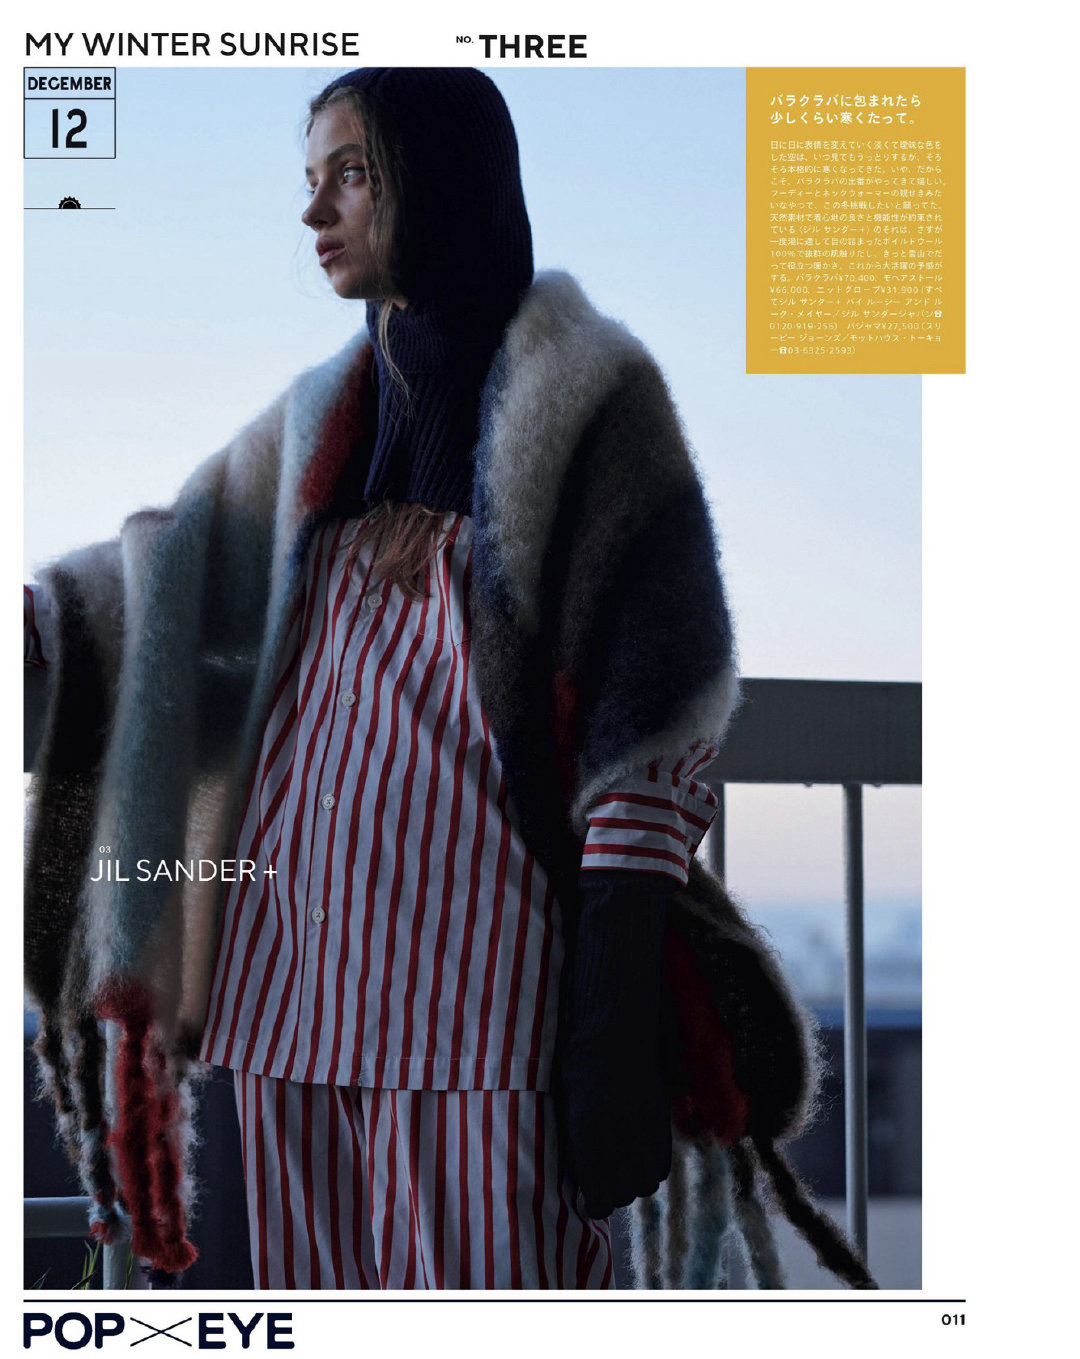 MY WINTER SUNRISE
NO. THREE
DECEMBER
12
バラクラバに包まれたら
少しくらい寒くたって。
日に日に表情を変えていく淡くて曖昧な色を
した空は、いつ見てもうっとりするが、そろ
そろ本格的に寒くなってきた。いや、だから
こそ、バラクラバの出番がやってきて嬉しい。
フーディーとネックウォーマーの親せきみた
いなやつで、この冬挑戦したいと願ってた。
天然素材で着心地の良さと機能性が約束され
ている〈ジル サンダー＋〉のそれは、さすが
一度湯に通して目の詰まったボイルドウール
100％で抜群の肌触りだし、きっと雪山でだ
って役立つ暖かさ。これから大活躍の予感が
する。バラクラバ¥70,400、モヘアストール
¥66,000、ニットグローブ¥31,900（すべ
てジル サンダー＋ バイ ルーシー アンド ル
ーク・メイヤー／ジル サンダージャパン☎
0120·919·256） パジャマ¥27,500（スリ
ーピー ジョーンズ／モットハウス・トーキョ
ー☎03·6325·2593）
03
JIL SANDER +
POPEYE
011